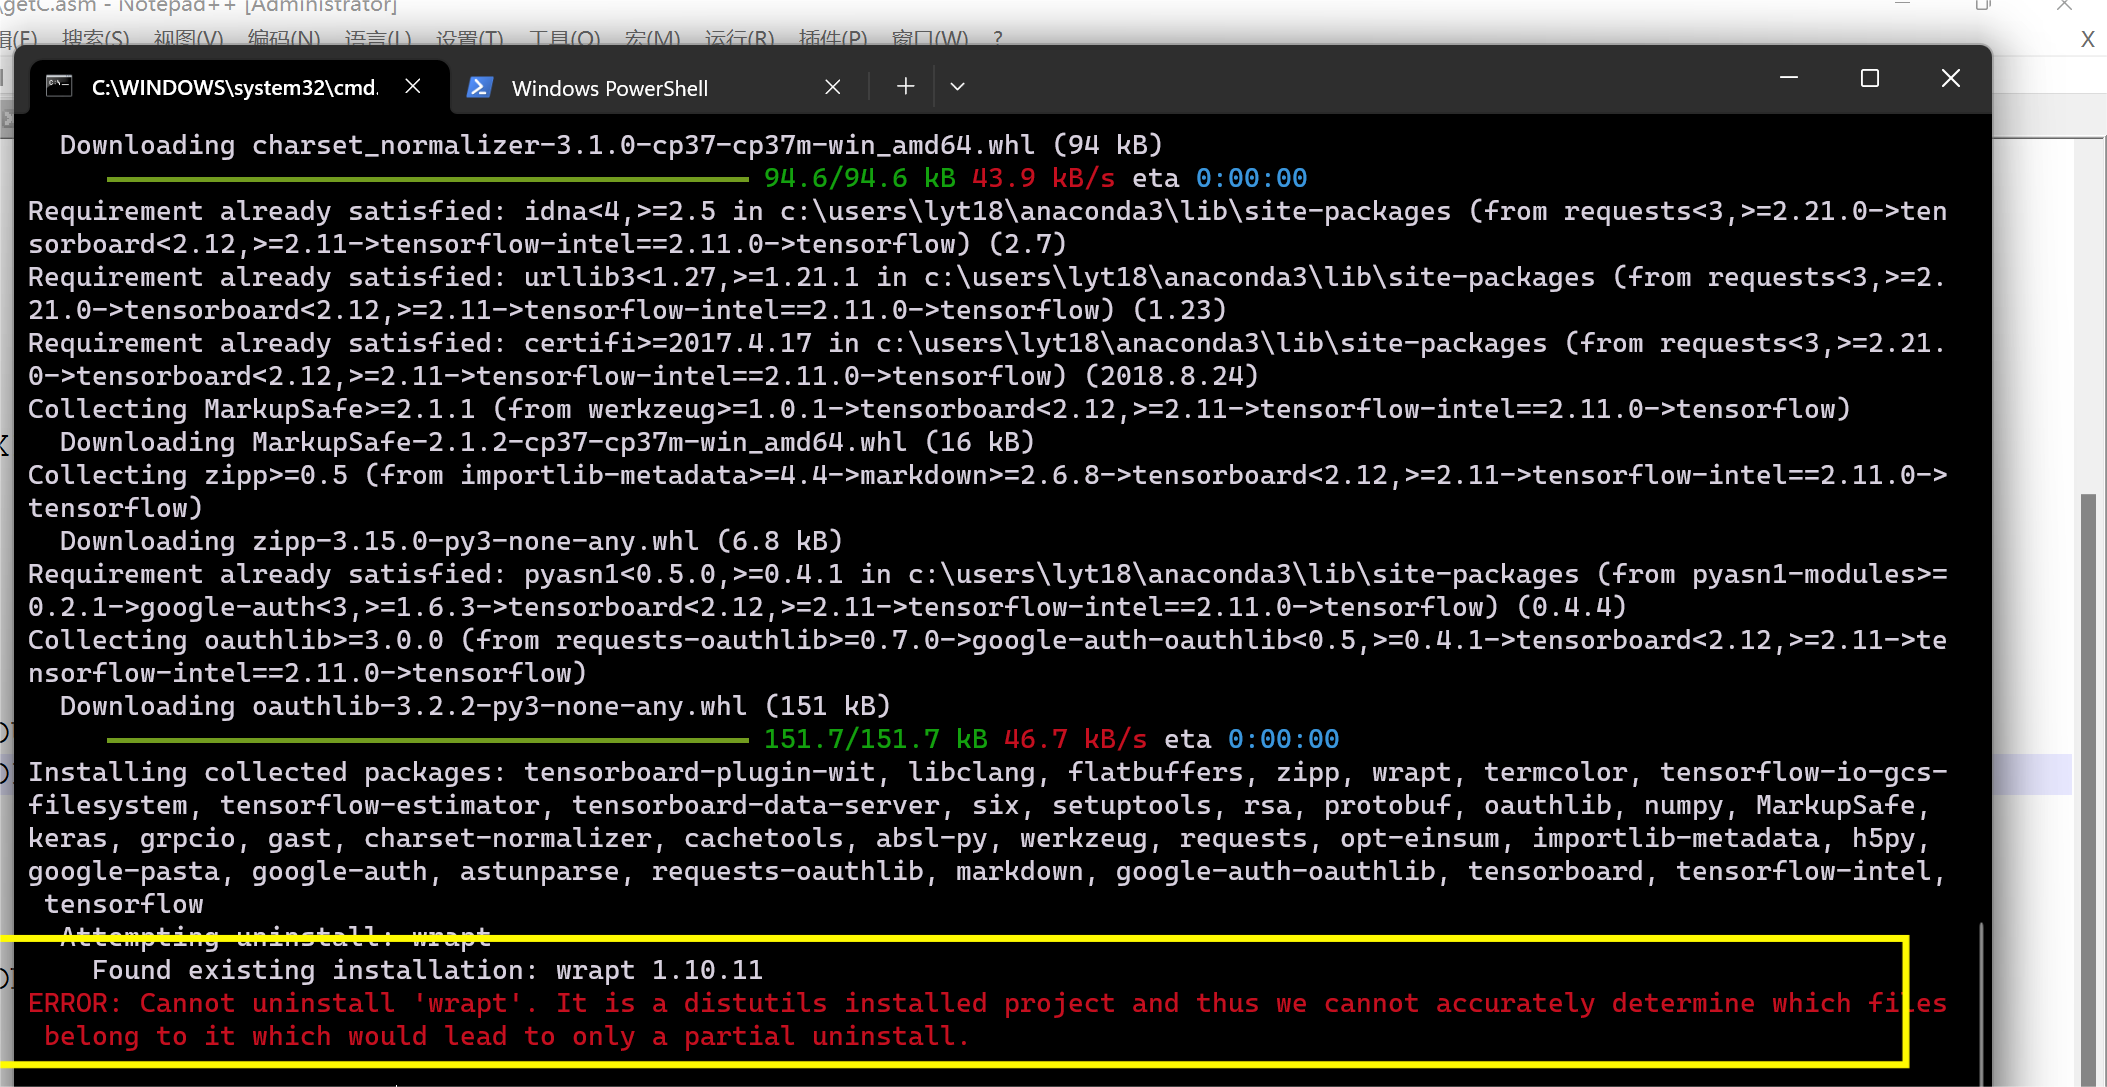 \getC.asm - Notepad++ [Administrator]
辑(E) 搜索(S) 视图(V) 编码(N) 语言(L) 设置(T) 工具(O) 宏(M) 运行(R) 插件(P) 窗口(W) ? X
C:\WINDOWS\system32\cmd. Windows PowerShell
Downloading charset_normalizer-3.1.0-cp37-cp37m-win_amd64.whl (94 kB)
94.6/94.6 kB 43.9 kB/s eta 0:00:00
Requirement already satisfied: idna<4,>=2.5 in c:\users\lyt18\anaconda3\lib\site-packages (from requests<3,>=2.21.0->ten
sorboard<2.12,>=2.11->tensorflow-intel==2.11.0->tensorflow) (2.7)
Requirement already satisfied: urllib3<1.27,>=1.21.1 in c:\users\lyt18\anaconda3\lib\site-packages (from requests<3,>=2.
21.0->tensorboard<2.12,>=2.11->tensorflow-intel==2.11.0->tensorflow) (1.23)
Requirement already satisfied: certifi>=2017.4.17 in c:\users\lyt18\anaconda3\lib\site-packages (from requests<3,>=2.21.
0->tensorboard<2.12,>=2.11->tensorflow-intel==2.11.0->tensorflow) (2018.8.24)
Collecting MarkupSafe>=2.1.1 (from werkzeug>=1.0.1->tensorboard<2.12,>=2.11->tensorflow-intel==2.11.0->tensorflow)
Downloading MarkupSafe-2.1.2-cp37-cp37m-win_amd64.whl (16 kB)
Collecting zipp>=0.5 (from importlib-metadata>=4.4->markdown>=2.6.8->tensorboard<2.12,>=2.11->tensorflow-intel==2.11.0->
tensorflow)
Downloading zipp-3.15.0-py3-none-any.whl (6.8 kB)
Requirement already satisfied: pyasn1<0.5.0,>=0.4.1 in c:\users\lyt18\anaconda3\lib\site-packages (from pyasn1-modules>=
0.2.1->google-auth<3,>=1.6.3->tensorboard<2.12,>=2.11->tensorflow-intel==2.11.0->tensorflow) (0.4.4)
Collecting oauthlib>=3.0.0 (from requests-oauthlib>=0.7.0->google-auth-oauthlib<0.5,>=0.4.1->tensorboard<2.12,>=2.11->te
nsorflow-intel==2.11.0->tensorflow)
Downloading oauthlib-3.2.2-py3-none-any.whl (151 kB)
151.7/151.7 kB 46.7 kB/s eta 0:00:00
Installing collected packages: tensorboard-plugin-wit, libclang, flatbuffers, zipp, wrapt, termcolor, tensorflow-io-gcs-
filesystem, tensorflow-estimator, tensorboard-data-server, six, setuptools, rsa, protobuf, oauthlib, numpy, MarkupSafe,
keras, grpcio, gast, charset-normalizer, cachetools, absl-py, werkzeug, requests, opt-einsum, importlib-metadata, h5py,
google-pasta, google-auth, astunparse, requests-oauthlib, markdown, google-auth-oauthlib, tensorboard, tensorflow-intel,
tensorflow
Attempting uninstall: wrapt
Found existing installation: wrapt 1.10.11
ERROR: Cannot uninstall 'wrapt'. It is a distutils installed project and thus we cannot accurately determine which files
belong to it which would lead to only a partial uninstall.